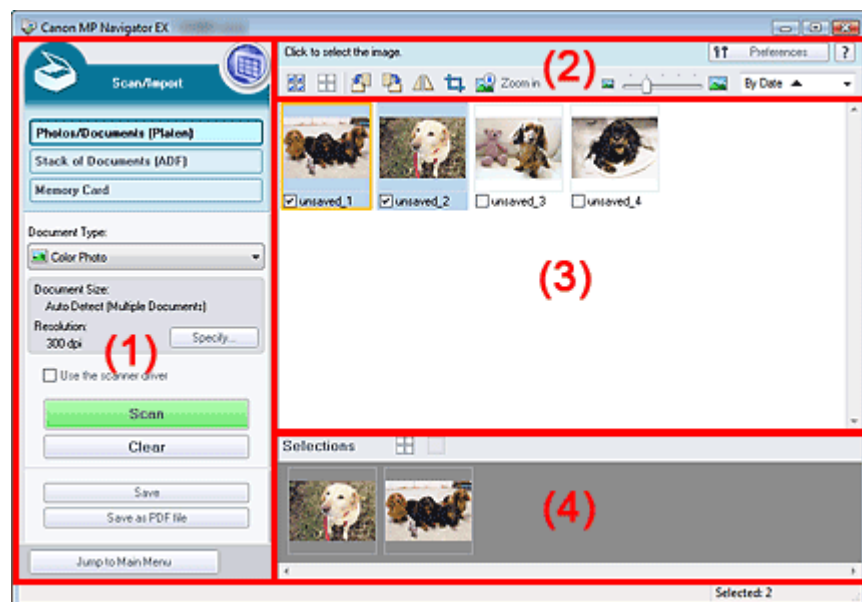 Canon MP Navigator EX
Scan/Import
Click to select the image.
Preferences
?
(2)
Zoom in
By Date
Photos/Documents (Platen)
Stack of Documents (ADF)
Memory Card
Document Type:
Color Photo
Document Size:
Auto Detect (Multiple Documents)
Resolution:
300 dpi
Specify...
(1)
Use the scanner driver
Scan
Clear
Save
Save as PDF file
Jump to Main Menu
unsaved_1
unsaved_2
unsaved_3
unsaved_4
(3)
Selections
(4)
Selected: 2